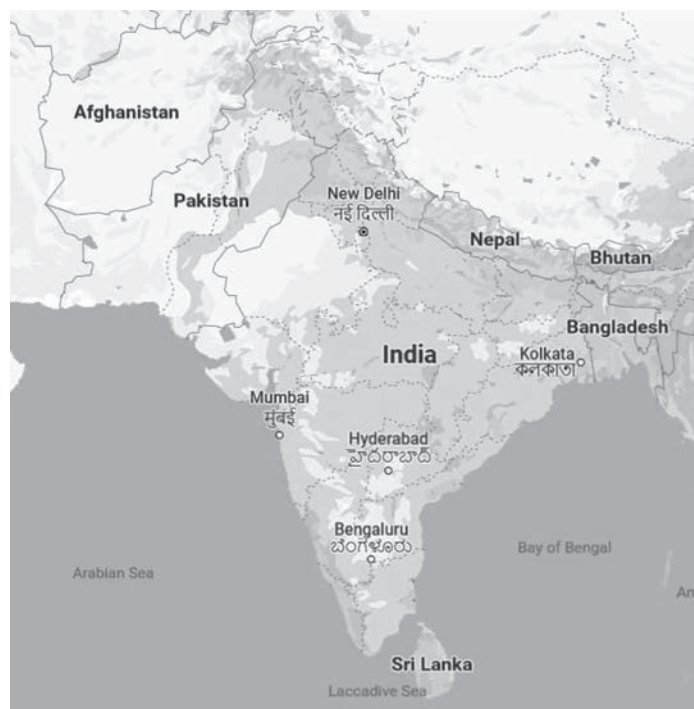 Afghanistan
Pakistan
New Delhi
नई दिल्ली
Nepal
Bhutan
Bangladesh
India
Kolkata
কলকাতা
Mumbai
मुंबई
Hyderabad
హైదరాబాద్
Bengaluru
ಬೆಂಗಳೂರು
Bay of Bengal
Arabian Sea
An
Sri Lanka
Laccadive Sea